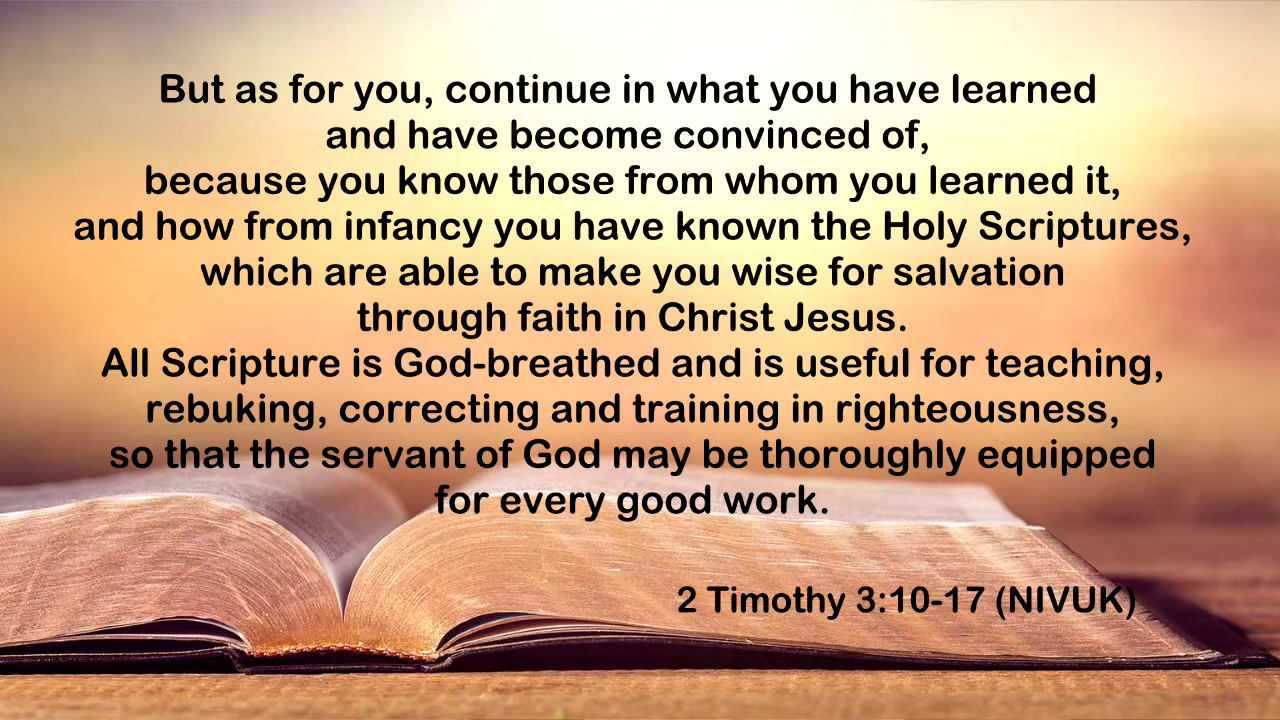 But as for you, continue in what you have learned
and have become convinced of,
because you know those from whom you learned it,
and how from infancy you have known the Holy Scriptures,
which are able to make you wise for salvation
through faith in Christ Jesus.
All Scripture is God-breathed and is useful for teaching,
rebuking, correcting and training in righteousness,
so that the servant of God may be thoroughly equipped
for every good work.
2 Timothy 3:10-17 (NIVUK)